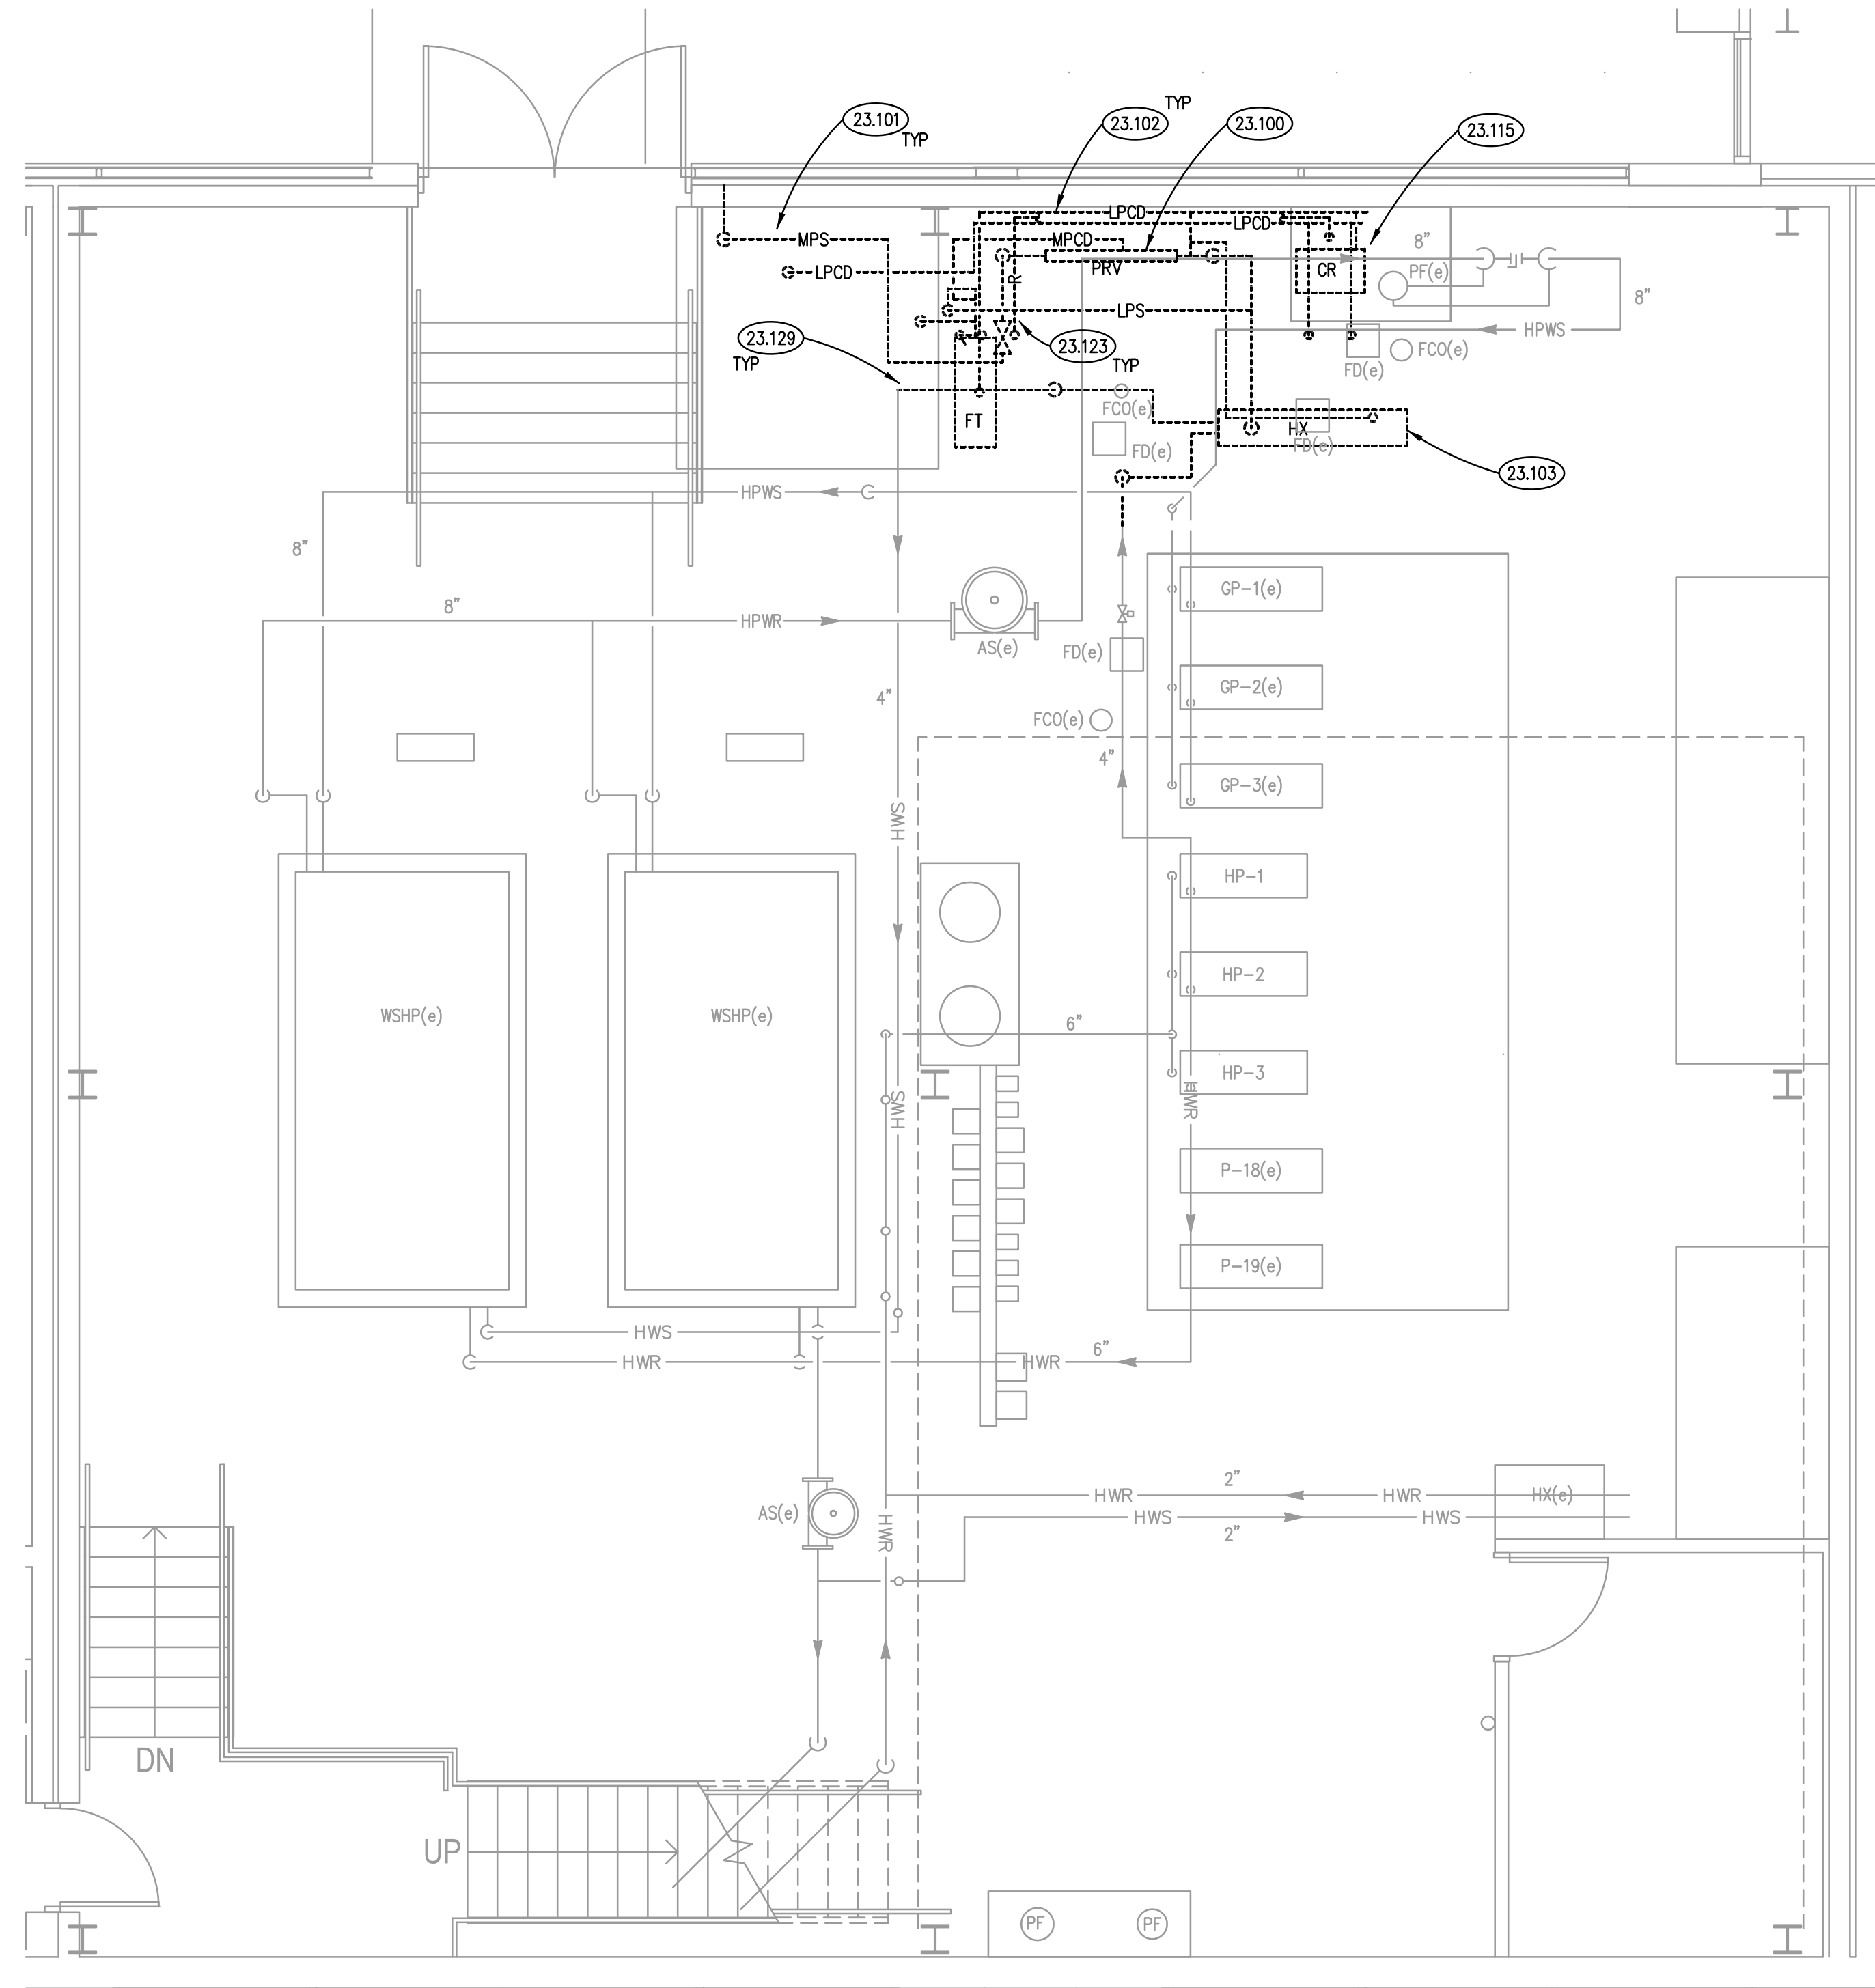 TYP
23.101
23.102
23.100
23.115
TYP
LPCD
LPCD
MPS
MPCD
8"
LPCD
PRV
CR
PF(e)
R
8"
LPS
HPWS
23.129
23.123
FCO(e)
TYP
TYP
FD(e)
FCO(e)
FT
HX
FD(e)
FD(e)
23.103
HPWS
8"
GP-1(e)
8"
HPWR
AS(e)
FD(e)
4"
GP-2(e)
FCO(e)
4"
GP-3(e)
HWS
HP-1
HP-2
WSHP(e)
WSHP(e)
6"
HP-3
HWS
HWR
P-18(e)
P-19(e)
HWS
HWR
HWR
6"
2"
HWR
HWR
HX(e)
AS(e)
HWR
HWS
HWS
2"
DN
UP
PF
PF